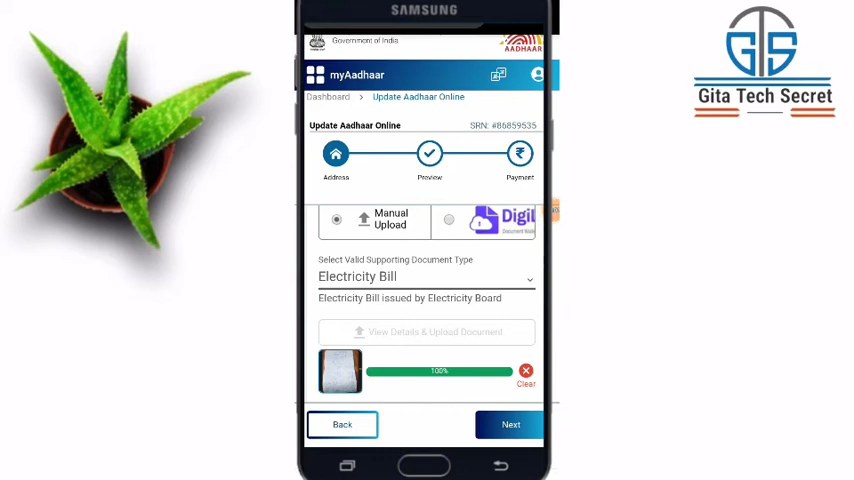 SAMSUNG
Government of India
AADHAAR
myAadhaar
Dashboard > Update Aadhaar Online
Update Aadhaar Online SRN: #86859535
₹
Address Preview Payment
Manual Upload
Digil
Select Valid Supporting Document Type
Electricity Bill
Electricity Bill issued by Electricity Board
View Details & Upload Document
100%
Clear
Back Next
GTS
Gita Tech Secret